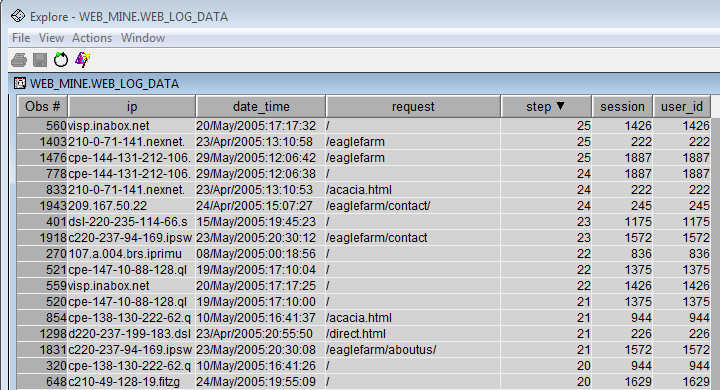 Explore - WEB_MINE.WEB_LOG_DATA
File View Actions Window
WEB_MINE.WEB_LOG_DATA
Obs # ip date_time request step ▼ session user_id
560 visp.inabox.net 20/May/2005:17:17:32 / 25 1426 1426
1403 210-0-71-141.nexnet. 23/Apr/2005:13:10:58 /eaglefarm 25 222 222
1476 cpe-144-131-212-106. 29/May/2005:12:06:42 /eaglefarm 25 1887 1887
778 cpe-144-131-212-106. 29/May/2005:12:06:38 / 24 1887 1887
833 210-0-71-141.nexnet. 23/Apr/2005:13:10:53 /acacia.html 24 222 222
1943 209.167.50.22 24/Apr/2005:15:07:27 /eaglefarm/contact/ 24 245 245
401 dsl-220-235-114-66.s 15/May/2005:19:45:23 / 23 1175 1175
1918 c220-237-94-169.ipsw 23/May/2005:20:30:12 /eaglefarm/contact 23 1572 1572
270 107.a.004.brs.iprimu 08/May/2005:00:18:56 / 22 836 836
521 cpe-147-10-88-128.ql 19/May/2005:17:10:04 / 22 1375 1375
559 visp.inabox.net 20/May/2005:17:17:25 / 22 1426 1426
520 cpe-147-10-88-128.ql 19/May/2005:17:10:00 / 21 1375 1375
854 cpe-138-130-222-62.q 10/May/2005:16:41:37 /acacia.html 21 944 944
1298 d220-237-199-183.dsl 23/Apr/2005:20:55:50 /direct.html 21 226 226
1831 c220-237-94-169.ipsw 23/May/2005:20:30:08 /eaglefarm/aboutus/ 21 1572 1572
320 cpe-138-130-222-62.q 10/May/2005:16:41:26 / 20 944 944
648 c210-49-128-19.fitzg 24/May/2005:19:55:09 / 20 1629 1629